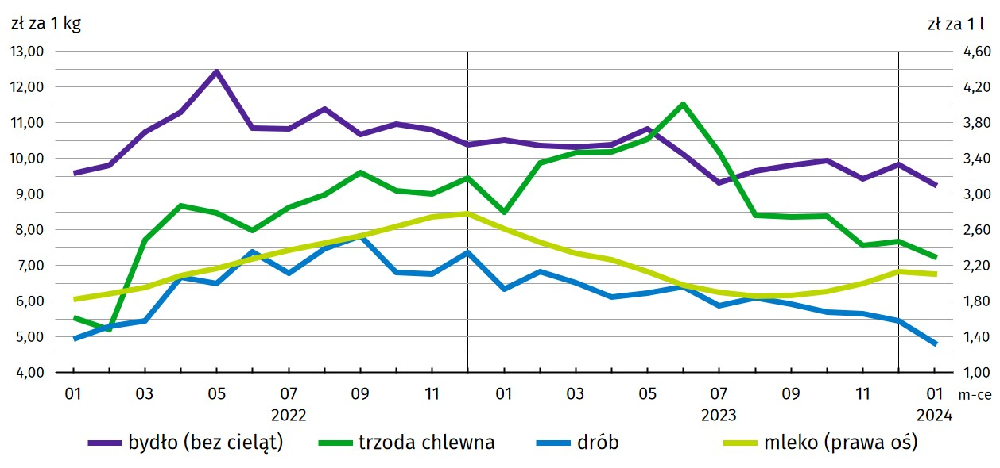 zł za 1 kg zł za 1 l
13,00 4,60
12,00 4,20
11,00 3,80
10,00 3,40
9,00 3,00
8,00 2,60
7,00 2,20
6,00 1,80
5,00 1,40
4,00 1,00
01 03 05 07 09 11 01 03 05 07 09 11 01 m-ce
2022 2023 2024
bydło (bez cieląt) trzoda chlewna drób mleko (prawa oś)